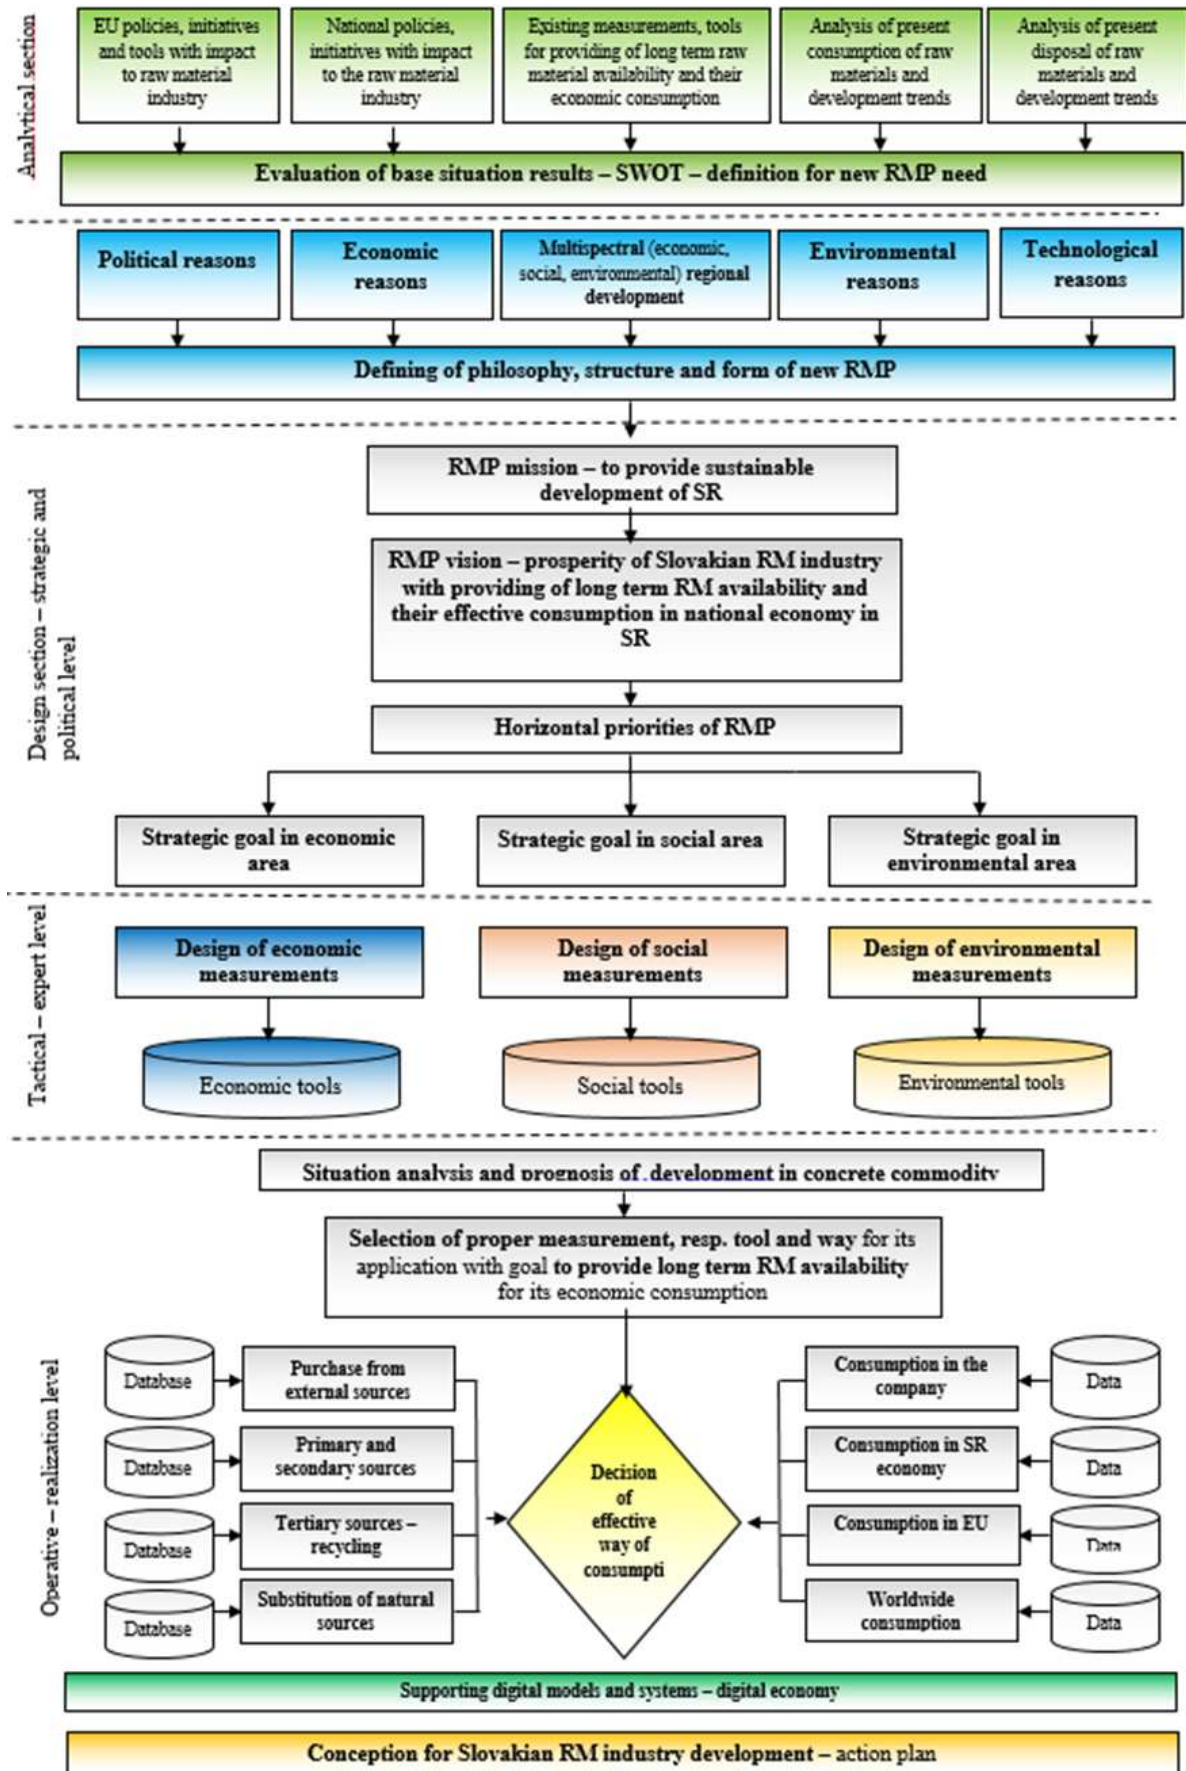 Analytical section
EU policies, initiatives
and tools with impact
to raw material
industry
National policies,
initiatives with impact
to the raw material
industry
Existing measurements, tools
for providing of long term raw
material availability and their
economic consumption
Analysis of present
consumption of raw
materials and
development trends
Analysis of present
disposal of raw
materials and
development trends
Evaluation of base situation results – SWOT – definition for new RMP need
Political reasons
Economic
reasons
Multispectral (economic,
social, environmental) regional
development
Environmental
reasons
Technological
reasons
Defining of philosophy, structure and form of new RMP
Design section – strategic and
political level
RMP mission – to provide sustainable
development of SR
RMP vision – prosperity of Slovakian RM industry
with providing of long term RM availability and
their effective consumption in national economy in
SR
Horizontal priorities of RMP
Strategic goal in economic
area
Strategic goal in social area
Strategic goal in
environmental area
Tactical – expert level
Design of economic
measurements
Design of social
measurements
Design of environmental
measurements
Economic tools
Social tools
Environmental tools
Operative – realization level
Situation analysis and prognosis of development in concrete commodity
Selection of proper measurement, resp. tool and way for its
application with goal to provide long term RM availability
for its economic consumption
Database
Purchase from
external sources
Database
Primary and
secondary sources
Database
Tertiary sources –
recycling
Database
Substitution of natural
sources
Decision
of
effective
way of
consumpti
Consumption in the
company
Data
Consumption in SR
economy
Data
Consumption in EU
Data
Worldwide
consumption
Data
Supporting digital models and systems – digital economy
Conception for Slovakian RM industry development – action plan